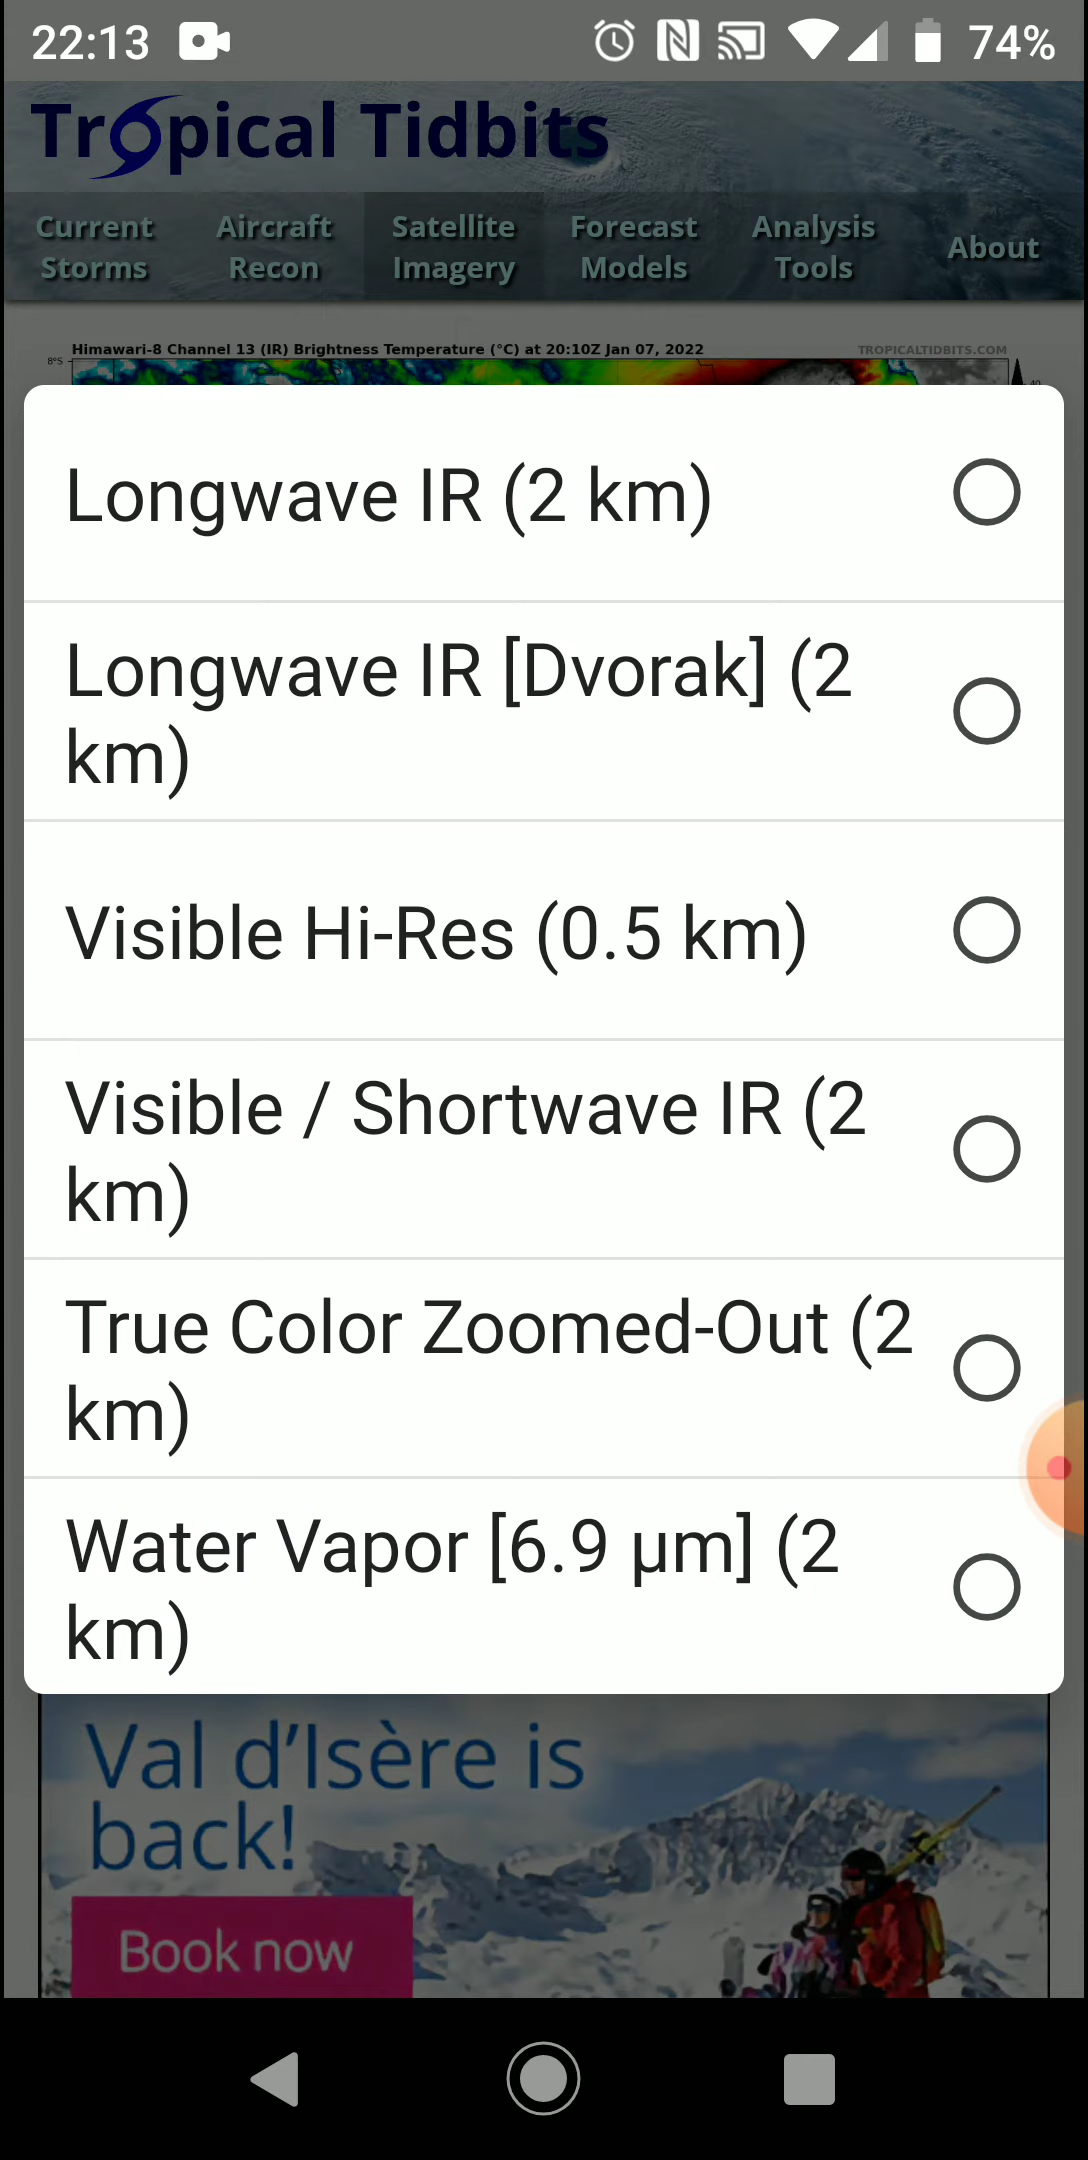 22:13
74%
Tropical Tidbits
Current Storms
Aircraft Recon
Satellite Imagery
Forecast Models
Analysis Tools
About
Himawari-8 Channel 13 (IR) Brightness Temperature (°C) at 20:10Z Jan 07, 2022
TROPICALTIDBITS.COM
8°S
40
Longwave IR (2 km)
Longwave IR [Dvorak] (2
km)
Visible Hi-Res (0.5 km)
Visible / Shortwave IR (2
km)
True Color Zoomed-Out (2
km)
Water Vapor [6.9 µm] (2
km)
Val d'Isère is
back!
Book now